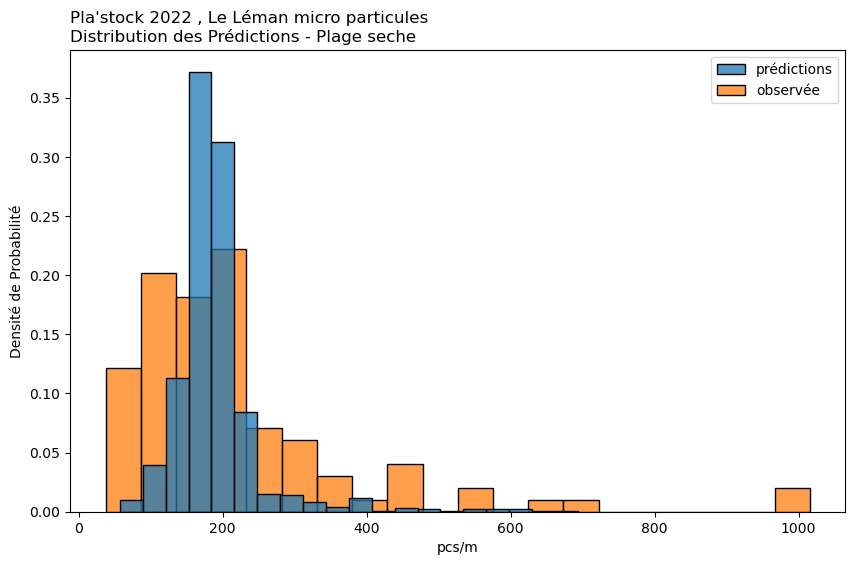 Pla'stock 2022 , Le Léman micro particules
Distribution des Prédictions - Plage seche
prédictions
observée
Densité de Probabilité
0.35
0.30
0.25
0.20
0.15
0.10
0.05
0.00
0
200
400
600
800
1000
pcs/m